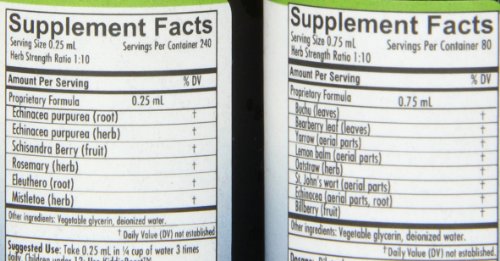 Supplement Facts
Serving Size 0.25 mL Servings Per Container 240
Herb Strength Ratio 1:10
Amount Per Serving % DV
Proprietary Formula 0.25 mL
Echinacea purpurea (root) †
Echinacea purpurea (herb) †
Schisandra Berry (fruit) †
Rosemary (herb) †
Eleuthero (root) †
Mistletoe (herb) †
Other ingredients: Vegetable glycerin, deionized water.
† Daily Value (DV) not established
Suggested Use: Take 0.25 mL in ¼ cup of water 3 times
daily. Children under 12: Use
Supplement Facts
Serving Size 0.75 mL Servings Per Container 80
Herb Strength Ratio 1:10
Amount Per Serving % DV
Proprietary Formula 0.75 mL
Buchu (leaves) †
Bearberry leaf (leaves) †
Yarrow (aerial parts) †
Lemon balm (aerial parts) †
Oatstraw (herb) †
St. John's wort (aerial parts) †
Echinacea (aerial parts, root) †
Bilberry (fruit) †
Other ingredients: Vegetable glycerin, deionized water.
† Daily Value (DV) not established